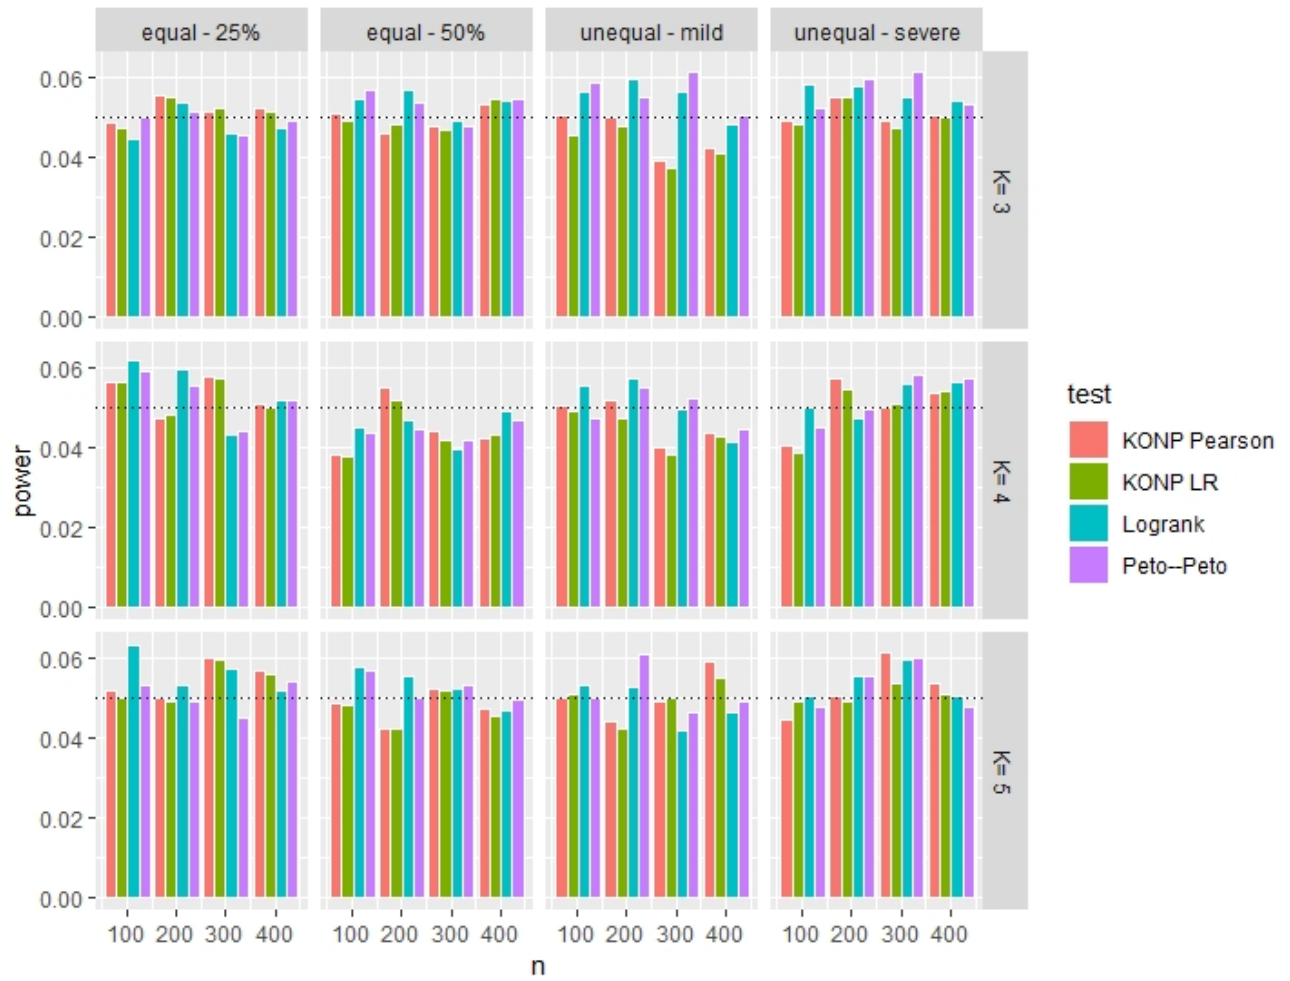 equal - 25% equal - 50% unequal - mild unequal - severe
0.06
0.04
0.02
0.00
K= 3
0.06
0.04
0.02
0.00
K= 4
0.06
0.04
0.02
0.00
K= 5
power
100 200 300 400 100 200 300 400 100 200 300 400 100 200 300 400
n
test
KONP Pearson
KONP LR
Logrank
Peto--Peto